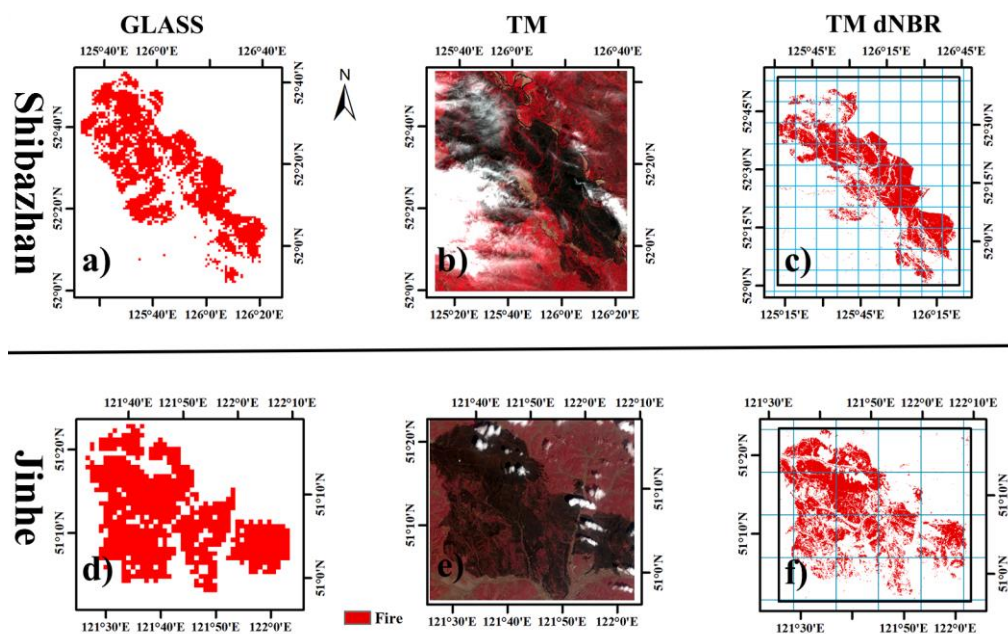 GLASS TM TM dNBR
125°40'E 126°0'E 126°40'E 125°40'E 126°0'E 126°40'E 125°45'E 126°15'E 126°45'E
Shibazhan
N
52°40'N 52°20'N 52°0'N
52°40'N 52°20'N 52°0'N
a)
125°40'E 126°0'E 126°20'E
52°40'N 52°20'N 52°0'N
52°20'N 52°0'N
b)
125°20'E 125°40'E 126°0'E 126°20'E
52°45'N 52°30'N 52°15'N 52°0'N
52°30'N 52°15'N 52°0'N
c)
125°15'E 125°45'E 126°15'E
121°40'E 121°50'E 122°0'E 122°10'E 121°40'E 121°50'E 122°10'E 121°30'E 121°50'E 122°0'E 122°10'E
Jinhe
51°20'N 51°10'N
51°10'N 51°0'N
d)
121°30'E 121°40'E 121°50'E 122°0'E
Fire
51°20'N 51°10'N
51°10'N 51°0'N
e)
121°30'E 121°40'E 121°50'E 122°0'E
51°20'N 51°10'N
51°10'N 51°0'N
f)
121°30'E 121°50'E 122°0'E